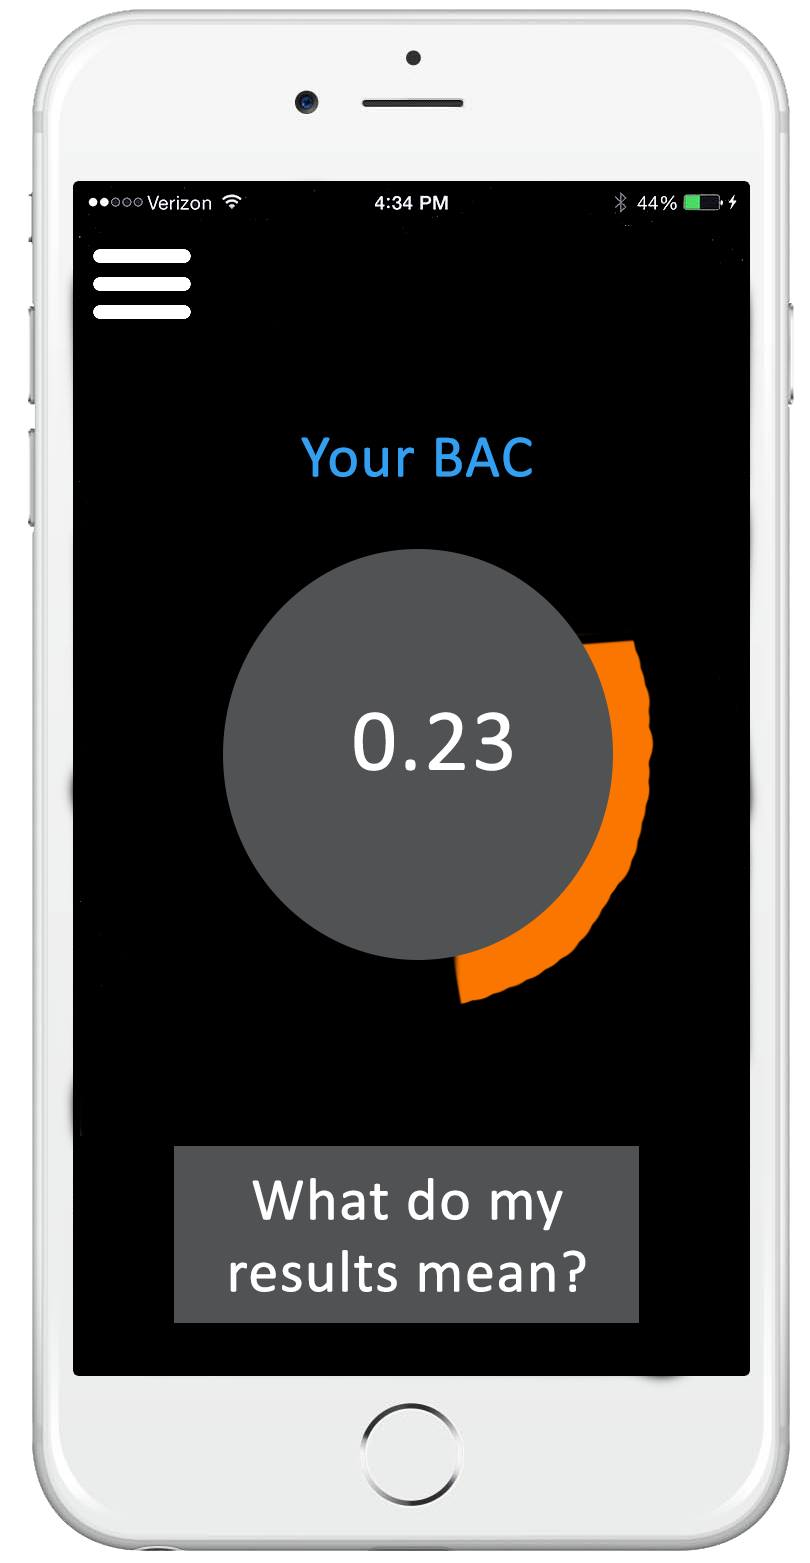 Verizon 4:34 PM 44%
Your BAC
0.23
What do my
results mean?